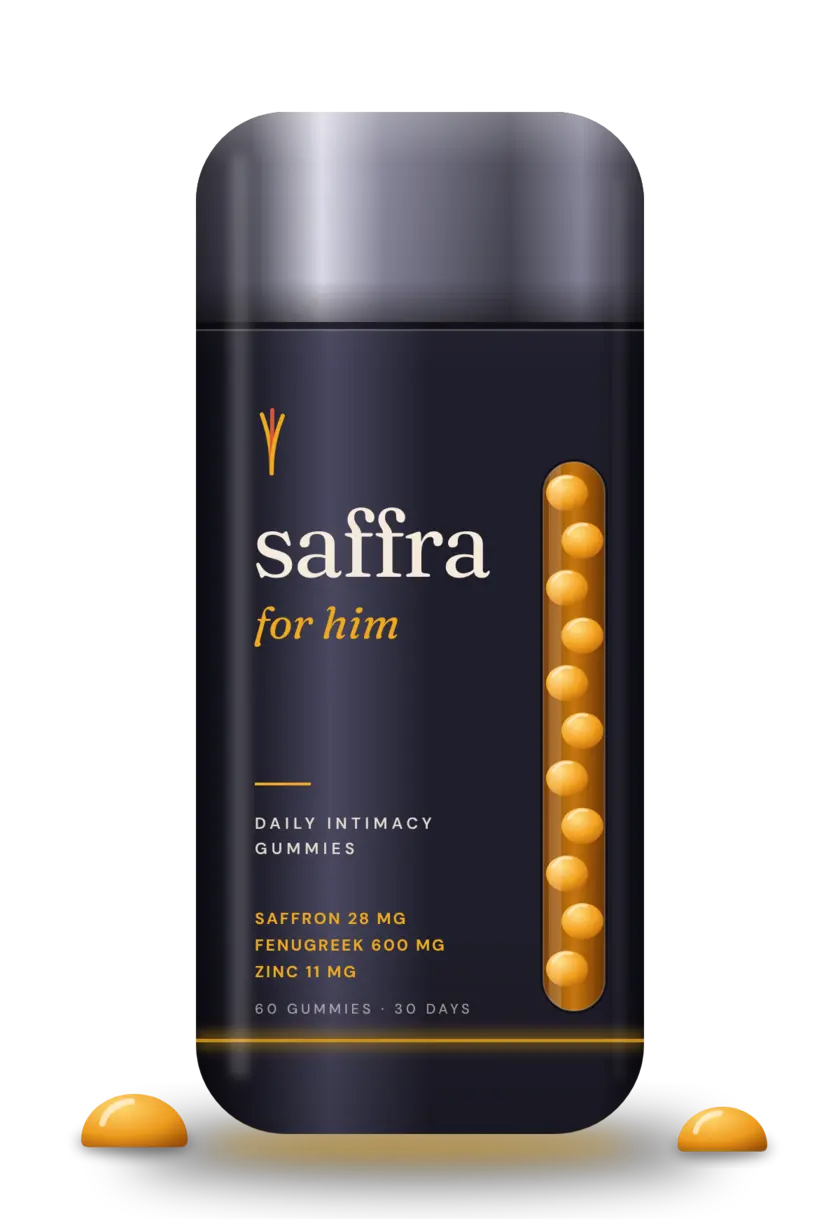 saffra
for him
DAILY INTIMACY
GUMMIES
SAFFRON 28 MG
FENUGREEK 600 MG
ZINC 11 MG
60 GUMMIES · 30 DAYS